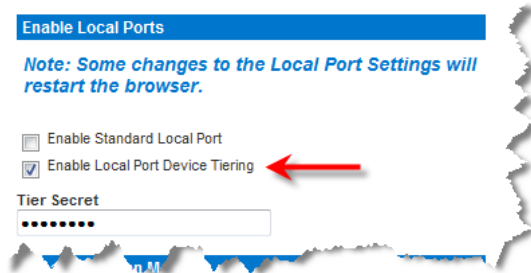 Enable Local Ports
Note: Some changes to the Local Port Settings will
restart the browser.
Enable Standard Local Port
Enable Local Port Device Tiering
Tier Secret
••••••••